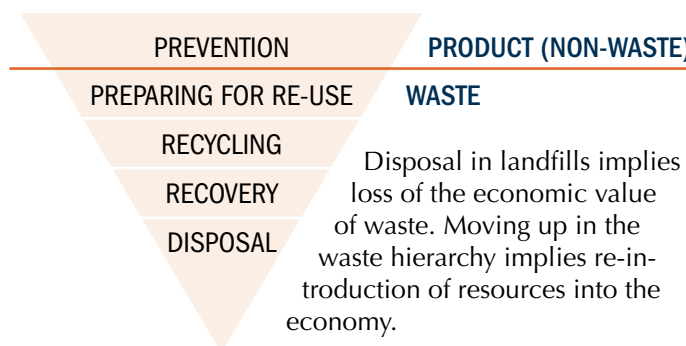 PREVENTION PRODUCT (NON-WASTE)
PREPARING FOR RE-USE WASTE
RECYCLING
RECOVERY
DISPOSAL
Disposal in landfills implies
loss of the economic value
of waste. Moving up in the
waste hierarchy implies re-in-
troduction of resources into the
economy.